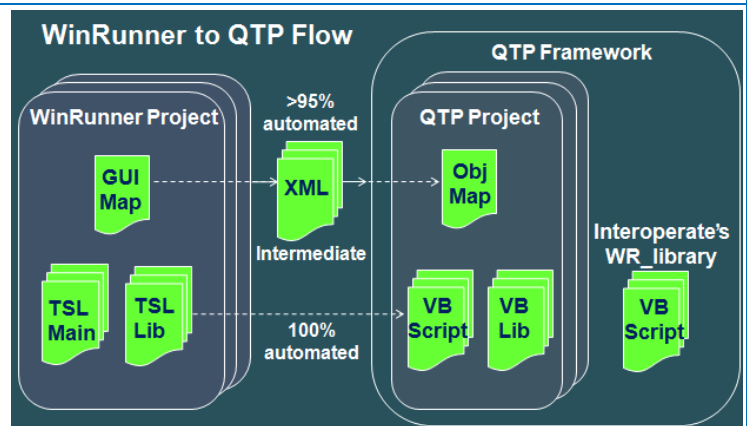 WinRunner to QTP Flow
QTP Framework
WinRunner Project
>95%
automated
QTP Project
GUI
Map
XML
Obj
Map
Intermediate
Interoperate's
WR_library
TSL
Main
TSL
Lib
100%
automated
VB
Script
VB
Lib
VB
Script